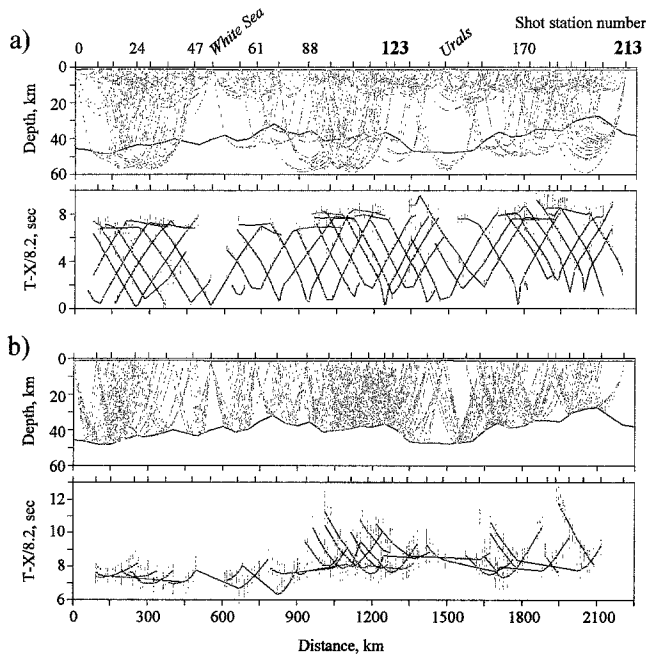 Shot station number
a)
0 24 47 White Sea 61 88 123 Urals 170 213
Depth, km
0
20
40
60
T-X/8.2, sec
8
4
0
b)
Depth, km
0
20
40
60
T-X/8.2, sec
12
10
8
6
0 300 600 900 1200 1500 1800 2100
Distance, km